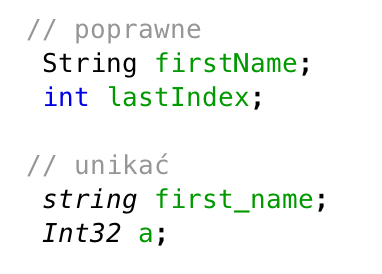 // poprawne
String firstName;
int lastIndex;
// unikać
string first_name;
Int32 a;